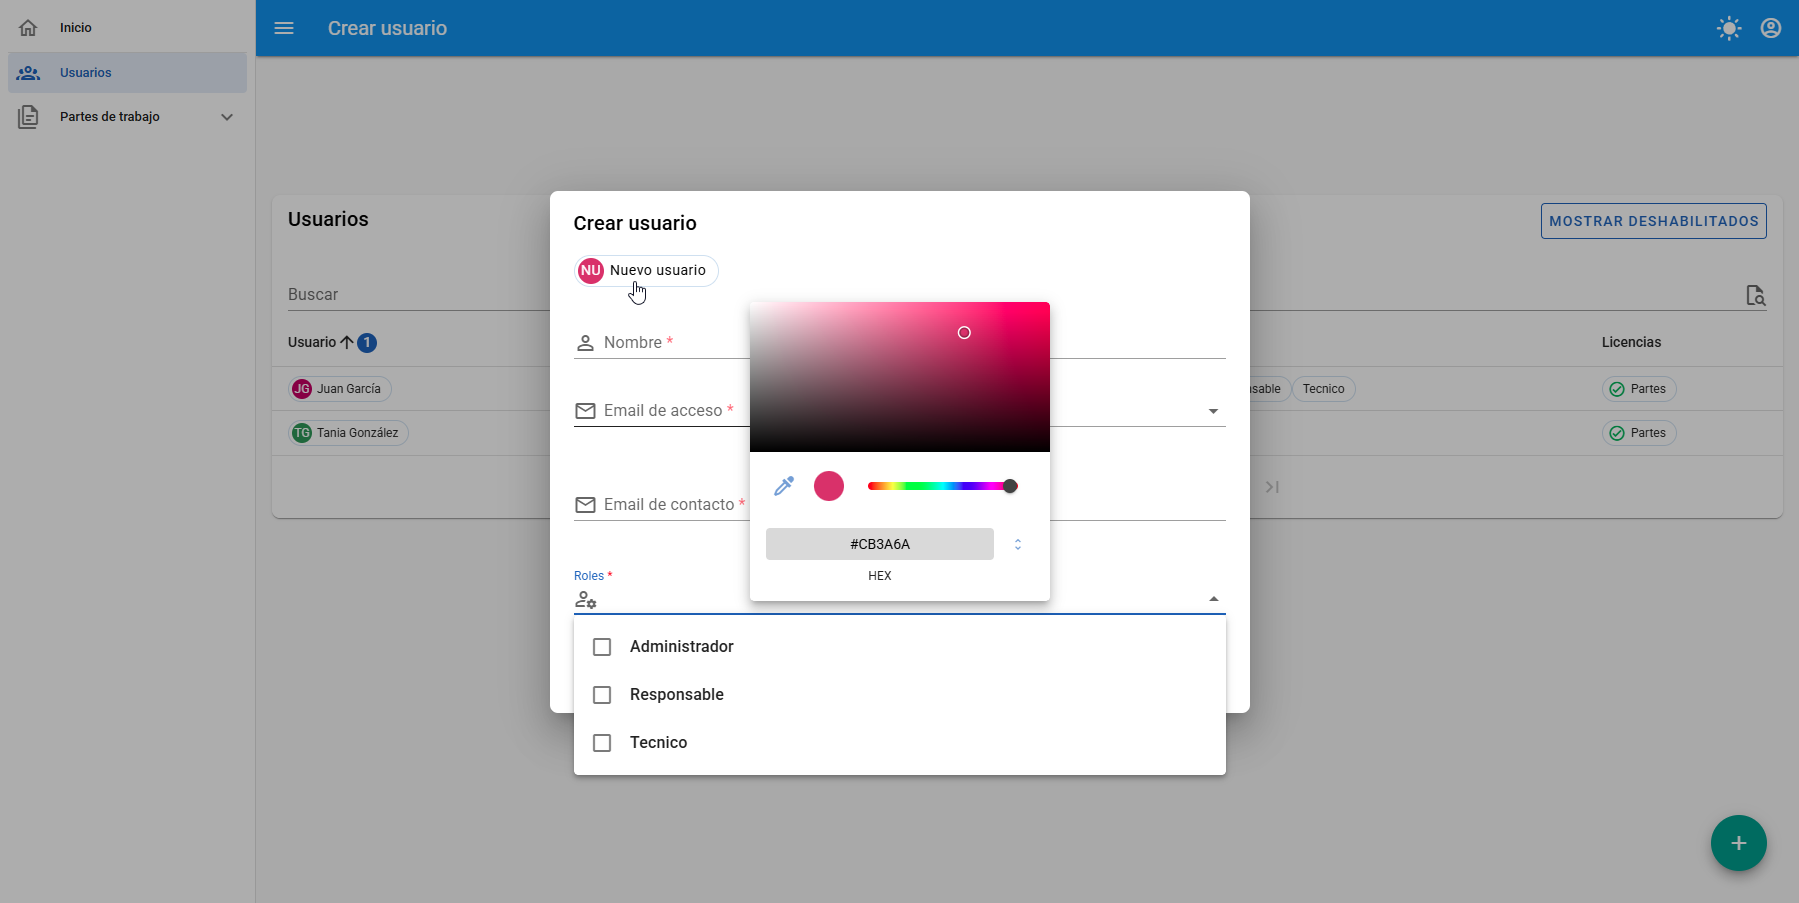 Inicio
Crear usuario
Usuarios
Partes de trabajo
Usuarios
MOSTRAR DESHABILITADOS
Buscar
Usuario 1
Licencias
JG Juan García
Tecnico
Partes
TG Tania González
Partes
Crear usuario
NU Nuevo usuario
Nombre *
Email de acceso *
Email de contacto *
#CB3A6A
HEX
Roles *
Administrador
Responsable
Tecnico
+